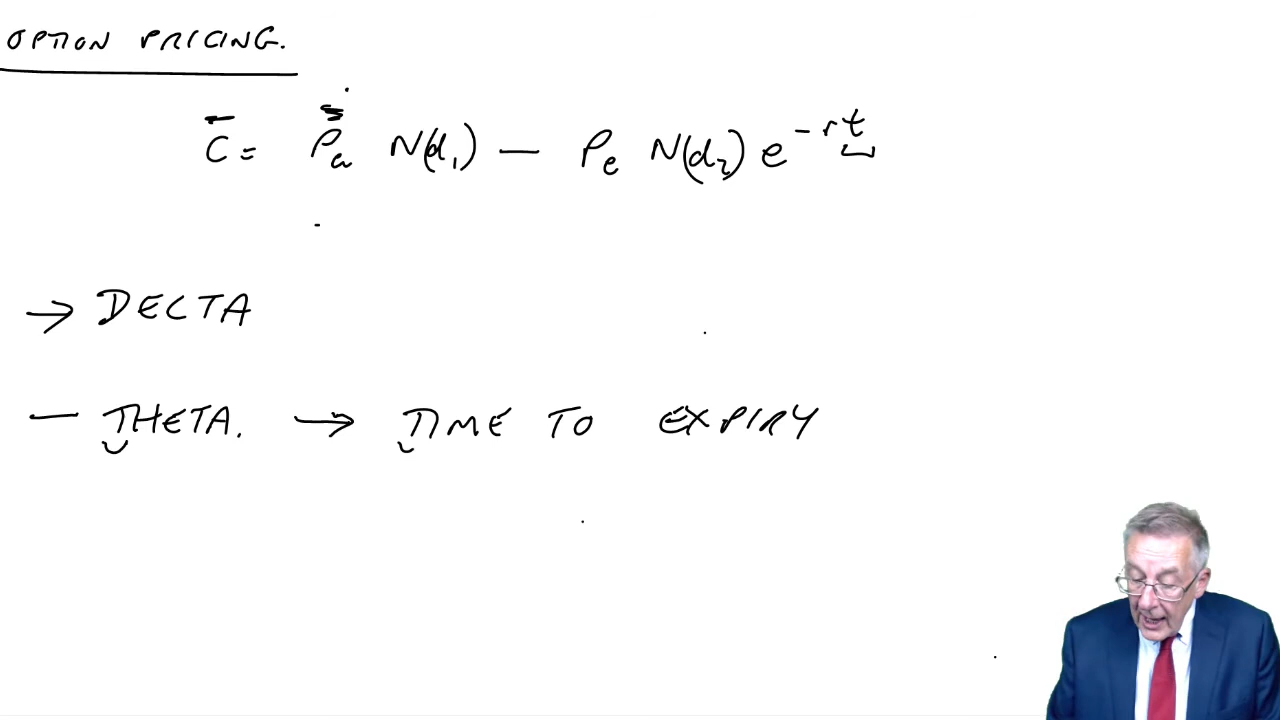 OPTION PRICING.
C = Pa N(d1) — Pe N(d2) e^-rt
→ DELTA
— THETA. → TIME TO EXPIRY